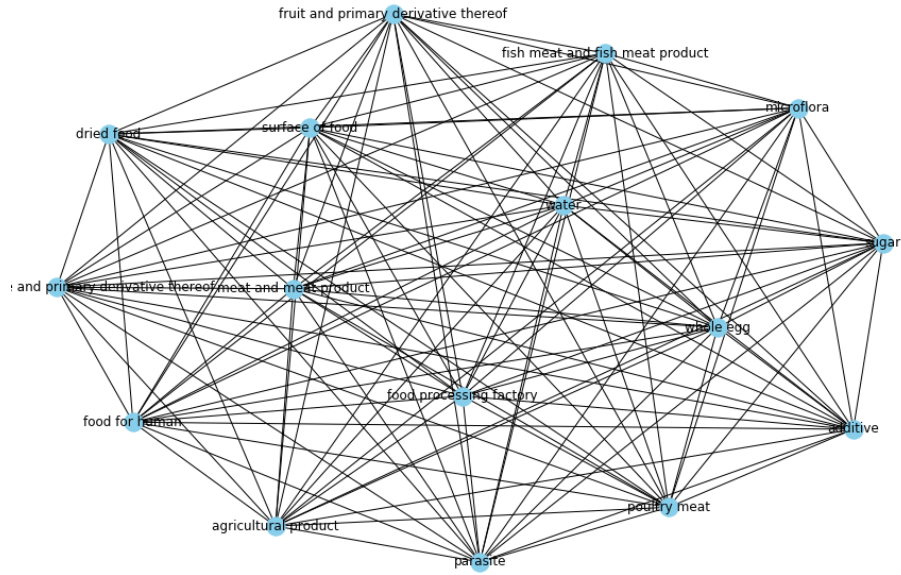 fruit and primary derivative thereof
fish meat and fish meat product
microflora
dried food
surface of food
water
ugar
e and primary derivative thereof
meat and meat product
whole egg
food processing factory
food for human
additive
poultry meat
agricultural product
parasite